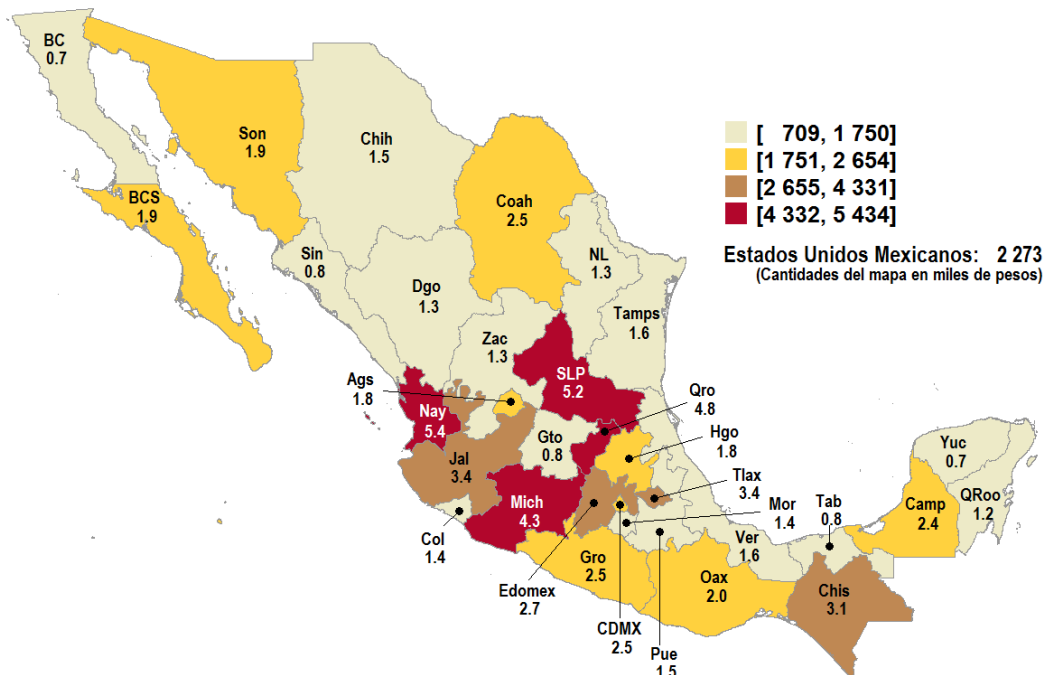 BC
0.7
Son
1.9
Chih
1.5
BCS
1.9
Coah
2.5
Sin
0.8
Dgo
1.3
NL
1.3
Tamps
1.6
Zac
1.3
SLP
5.2
Ags
1.8
Nay
5.4
Qro
4.8
Gto
0.8
Hgo
1.8
Jal
3.4
Tlax
3.4
Mich
4.3
Mor
1.4
Tab
0.8
Col
1.4
Ver
1.6
Yuc
0.7
QRoo
1.2
Camp
2.4
Gro
2.5
Oax
2.0
Chis
3.1
Edomex
2.7
CDMX
2.5
Pue
1.5
[ 709, 1 750]
[1 751, 2 654]
[2 655, 4 331]
[4 332, 5 434]
Estados Unidos Mexicanos: 2 273
(Cantidades del mapa en miles de pesos)